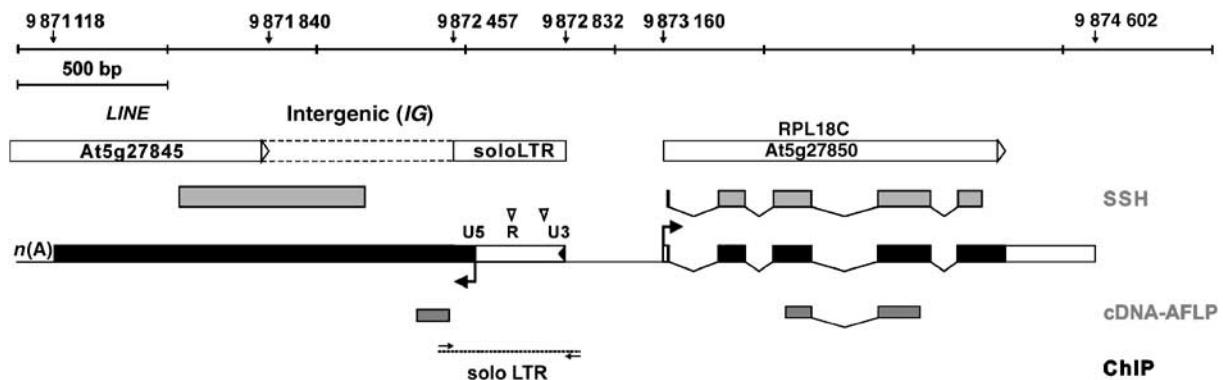 9 871 118 9 871 840 9 872 457 9 872 832 9 873 160 9 874 602
500 bp
LINE Intergenic (IG) RPL18C
At5g27845 soloLTR At5g27850
SSH
U5 R U3
n(A)
cDNA-AFLP
solo LTR ChIP